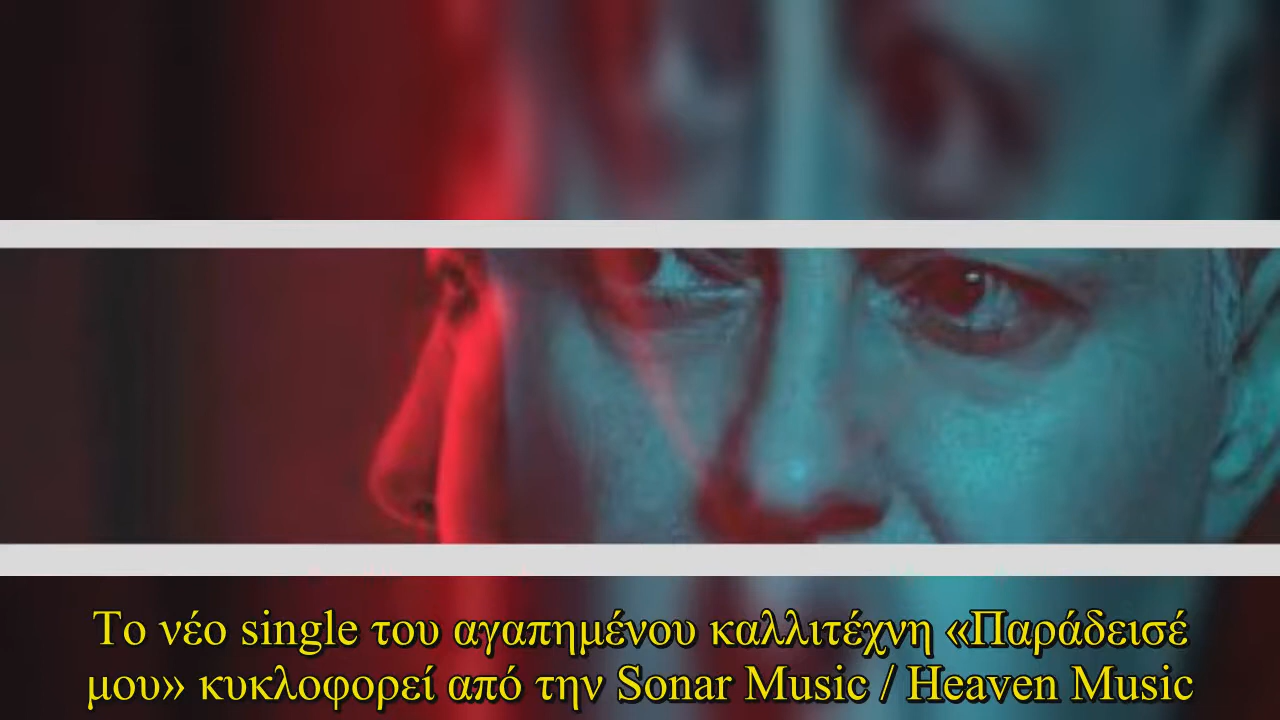 Το νέο single του αγαπημένου καλλιτέχνη «Παράδεισέ
μου» κυκλοφορεί από την Sonar Music / Heaven Music